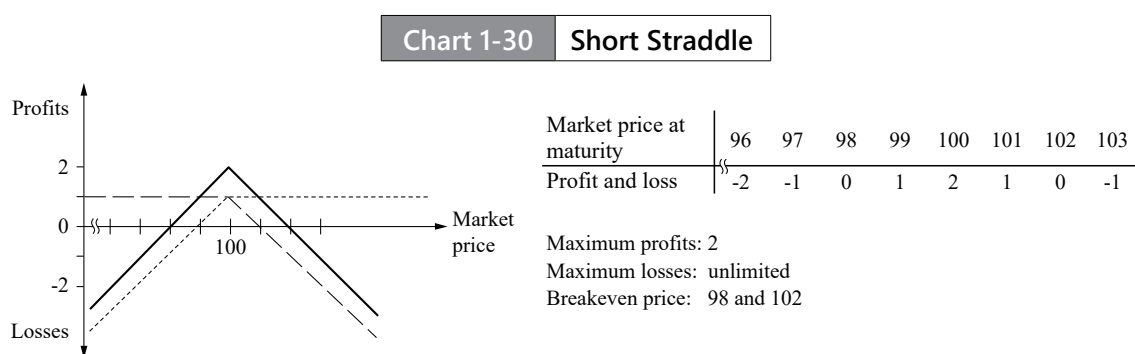 Chart 1-30 Short Straddle
Profits
2
0
-2
Losses
100
Market
price
Market price at
maturity
96 97 98 99 100 101 102 103
Profit and loss
-2 -1 0 1 2 1 0 -1
Maximum profits: 2
Maximum losses: unlimited
Breakeven price: 98 and 102